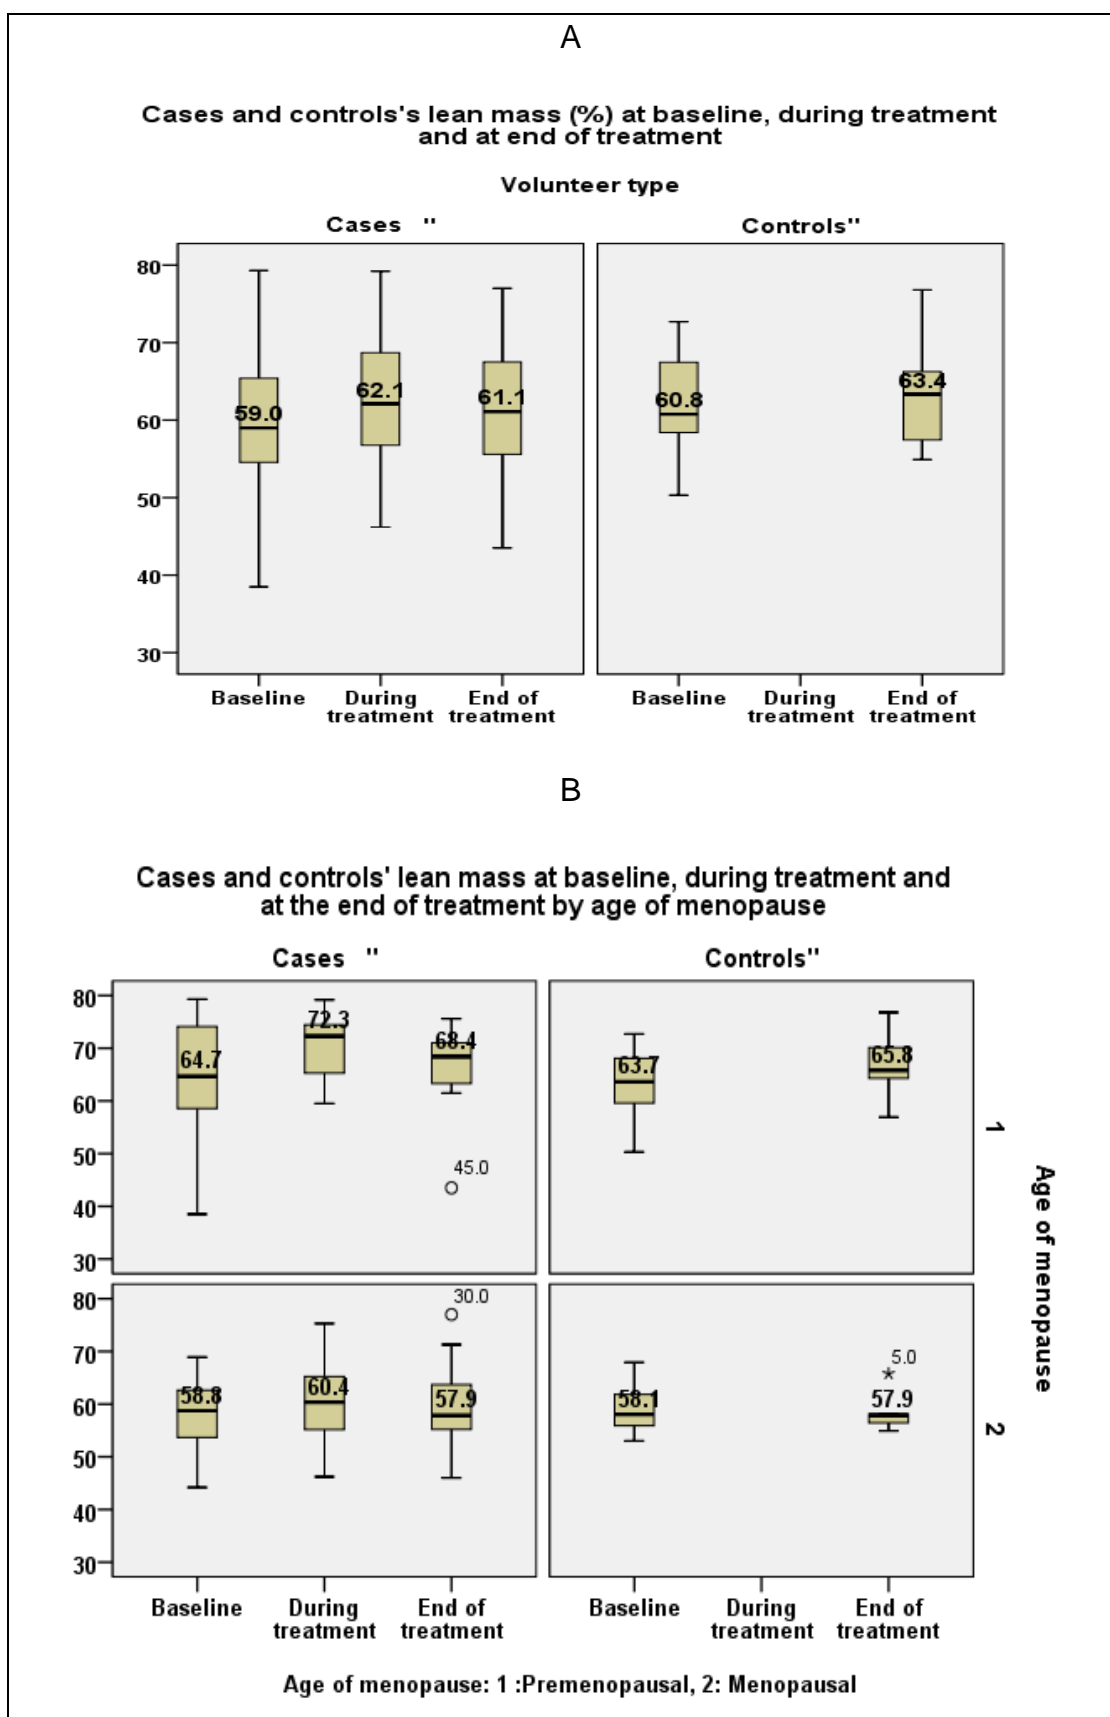 A
Cases and controls's lean mass (%) at baseline, during treatment
and at end of treatment
Volunteer type
Cases "
Controls"
80
70
60
50
40
30
59.0
62.1
61.1
60.8
63.4
Baseline
During
treatment
End of
treatment
Baseline
During
treatment
End of
treatment
B
Cases and controls' lean mass at baseline, during treatment and
at the end of treatment by age of menopause
Cases "
Controls"
80
70
60
50
40
30
64.7
72.3
68.4
45.0
63.7
65.8
1
80
70
60
50
40
30
58.8
60.4
57.9
30.0
58.1
57.9
5.0
2
Age of menopause
Baseline
During
treatment
End of
treatment
Baseline
During
treatment
End of
treatment
Age of menopause: 1 :Premenopausal, 2: Menopausal